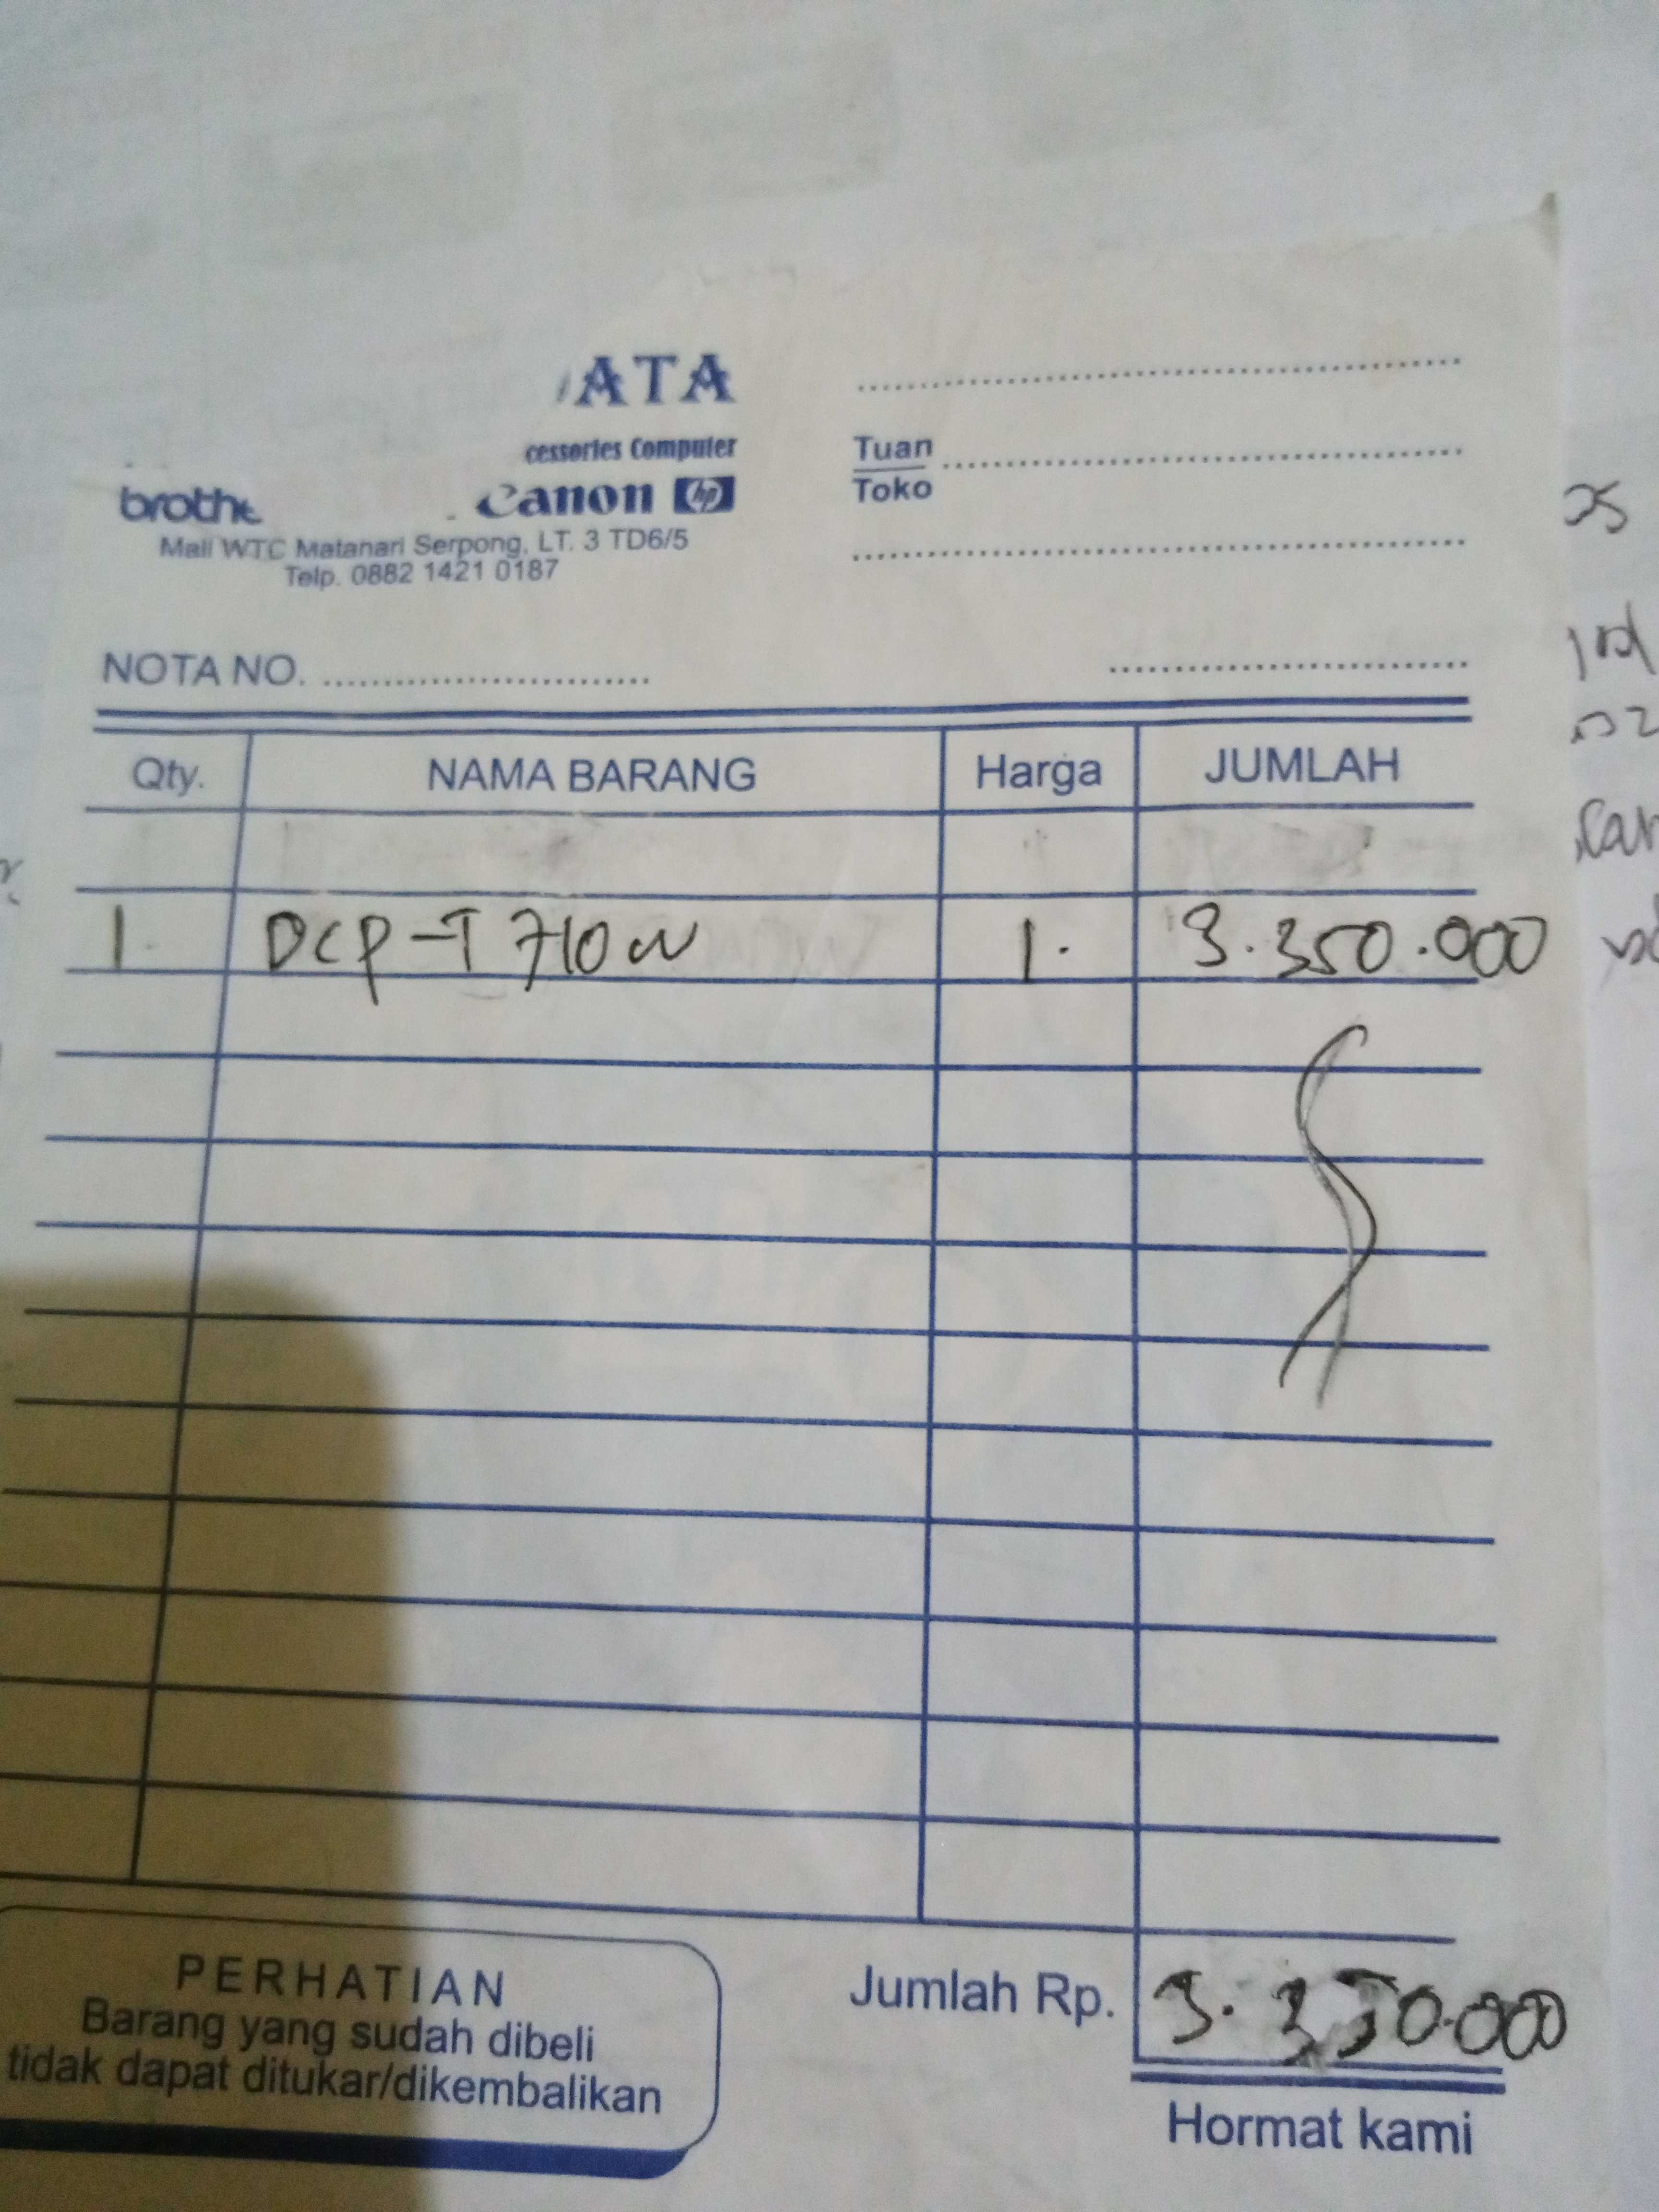 ATA
cessories Computer
brothe Canon hp
Mall WTC Matahari Serpong, LT. 3 TD6/5
Telp. 0882 1421 0187
Tuan
Toko
NOTA NO.
Qty. NAMA BARANG Harga JUMLAH
1. DCP-T710W 1. 3.350.000
PERHATIAN
Barang yang sudah dibeli
tidak dapat ditukar/dikembalikan
Jumlah Rp. 3.350.000
Hormat kami